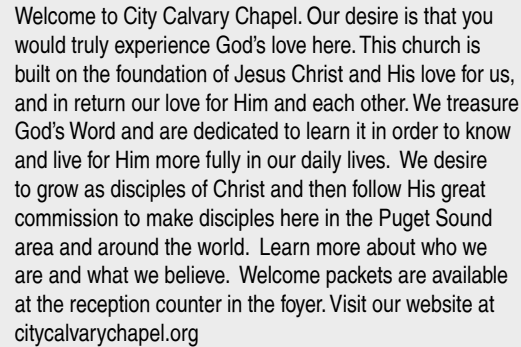 Welcome to City Calvary Chapel. Our desire is that you
would truly experience God's love here. This church is
built on the foundation of Jesus Christ and His love for us,
and in return our love for Him and each other. We treasure
God's Word and are dedicated to learn it in order to know
and live for Him more fully in our daily lives.  We desire
to grow as disciples of Christ and then follow His great
commission to make disciples here in the Puget Sound
area and around the world.  Learn more about who we
are and what we believe.  Welcome packets are available
at the reception counter in the foyer. Visit our website at
citycalvarychapel.org